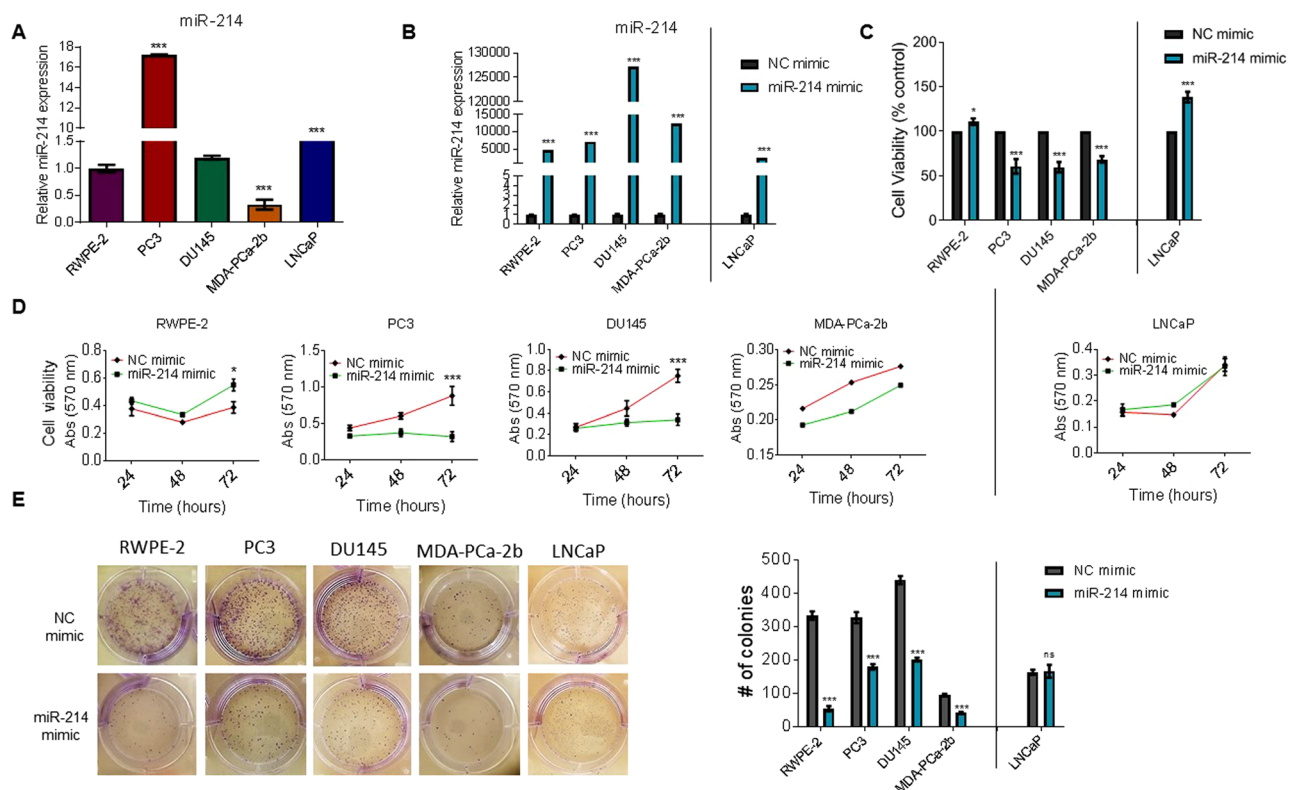 A
miR-214
Relative miR-214 expression
18
16
14
12
10
1.5
1.0
0.5
0.0
***
***
***
RWPE-2
PC3
DU145
MDA-PCa-2b
LNCaP
B
miR-214
Relative miR-214 expression
130000
125000
120000
15000
10000
5000
5
4
3
2
1
0
***
***
***
***
***
RWPE-2
PC3
DU145
MDA-PCa-2b
LNCaP
NC mimic
miR-214 mimic
C
Cell Viability (% control)
200
150
100
50
0
*
***
***
***
***
RWPE-2
PC3
DU145
MDA-PCa-2b
LNCaP
NC mimic
miR-214 mimic
D
Cell viability
Abs (570 nm)
RWPE-2
0.8
0.6
0.4
0.2
0.0
NC mimic
miR-214 mimic
*
24
48
72
Time (hours)
PC3
Abs (570 nm)
1.5
1.0
0.5
0.0
NC mimic
miR-214 mimic
***
24
48
72
Time (hours)
DU145
Abs (570 nm)
1.0
0.8
0.6
0.4
0.2
0.0
NC mimic
miR-214 mimic
***
24
48
72
Time (hours)
MDA-PCa-2b
Abs (570 nm)
0.30
0.25
0.20
0.15
NC mimic
miR-214 mimic
24
48
72
Time (hours)
LNCaP
Abs (570 nm)
0.4
0.3
0.2
0.1
0.0
NC mimic
miR-214 mimic
24
48
72
Time (hours)
E
RWPE-2
PC3
DU145
MDA-PCa-2b
LNCaP
NC
mimic
miR-214
mimic
# of colonies
500
400
300
200
100
0
***
***
***
***
ns
RWPE-2
PC3
DU145
MDA-PCa-2b
LNCaP
NC mimic
miR-214 mimic